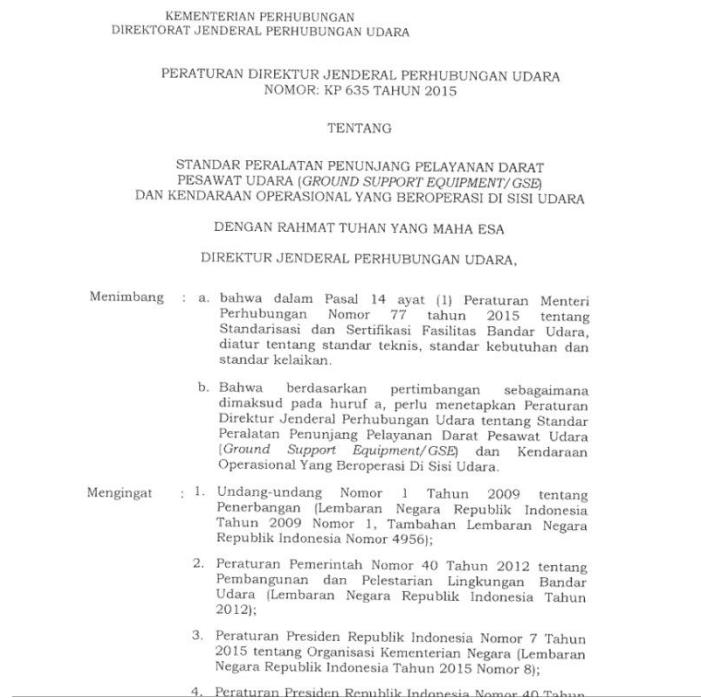 KEMENTERIAN PERHUBUNGAN
DIREKTORAT JENDERAL PERHUBUNGAN UDARA
PERATURAN DIREKTUR JENDERAL PERHUBUNGAN UDARA
NOMOR: KP 635 TAHUN 2015
TENTANG
STANDAR PERALATAN PENUNJANG PELAYANAN DARAT
PESAWAT UDARA (GROUND SUPPORT EQUIPMENT/GSE)
DAN KENDARAAN OPERASIONAL YANG BEROPERASI DI SISI UDARA
DENGAN RAHMAT TUHAN YANG MAHA ESA
DIREKTUR JENDERAL PERHUBUNGAN UDARA,
Menimbang : a. bahwa dalam Pasal 14 ayat (1) Peraturan Menteri
Perhubungan Nomor 77 tahun 2015 tentang
Standarisasi dan Sertifikasi Fasilitas Bandar Udara,
diatur tentang standar teknis, standar kebutuhan dan
standar kelaikan.
b. Bahwa berdasarkan pertimbangan sebagaimana
dimaksud pada huruf a, perlu menetapkan Peraturan
Direktur Jenderal Perhubungan Udara tentang Standar
Peralatan Penunjang Pelayanan Darat Pesawat Udara
(Ground Support Equipment/GSE) dan Kendaraan
Operasional Yang Beroperasi Di Sisi Udara.
Mengingat : 1. Undang-undang Nomor 1 Tahun 2009 tentang
Penerbangan (Lembaran Negara Republik Indonesia
Tahun 2009 Nomor 1, Tambahan Lembaran Negara
Republik Indonesia Nomor 4956);
2. Peraturan Pemerintah Nomor 40 Tahun 2012 tentang
Pembangunan dan Pelestarian Lingkungan Bandar
Udara (Lembaran Negara Republik Indonesia Tahun
2012);
3. Peraturan Presiden Republik Indonesia Nomor 7 Tahun
2015 tentang Organisasi Kementerian Negara (Lembaran
Negara Republik Indonesia Tahun 2015 Nomor 8);
4. Peraturan Presiden Republik Indonesia Nomor 40 Tahun